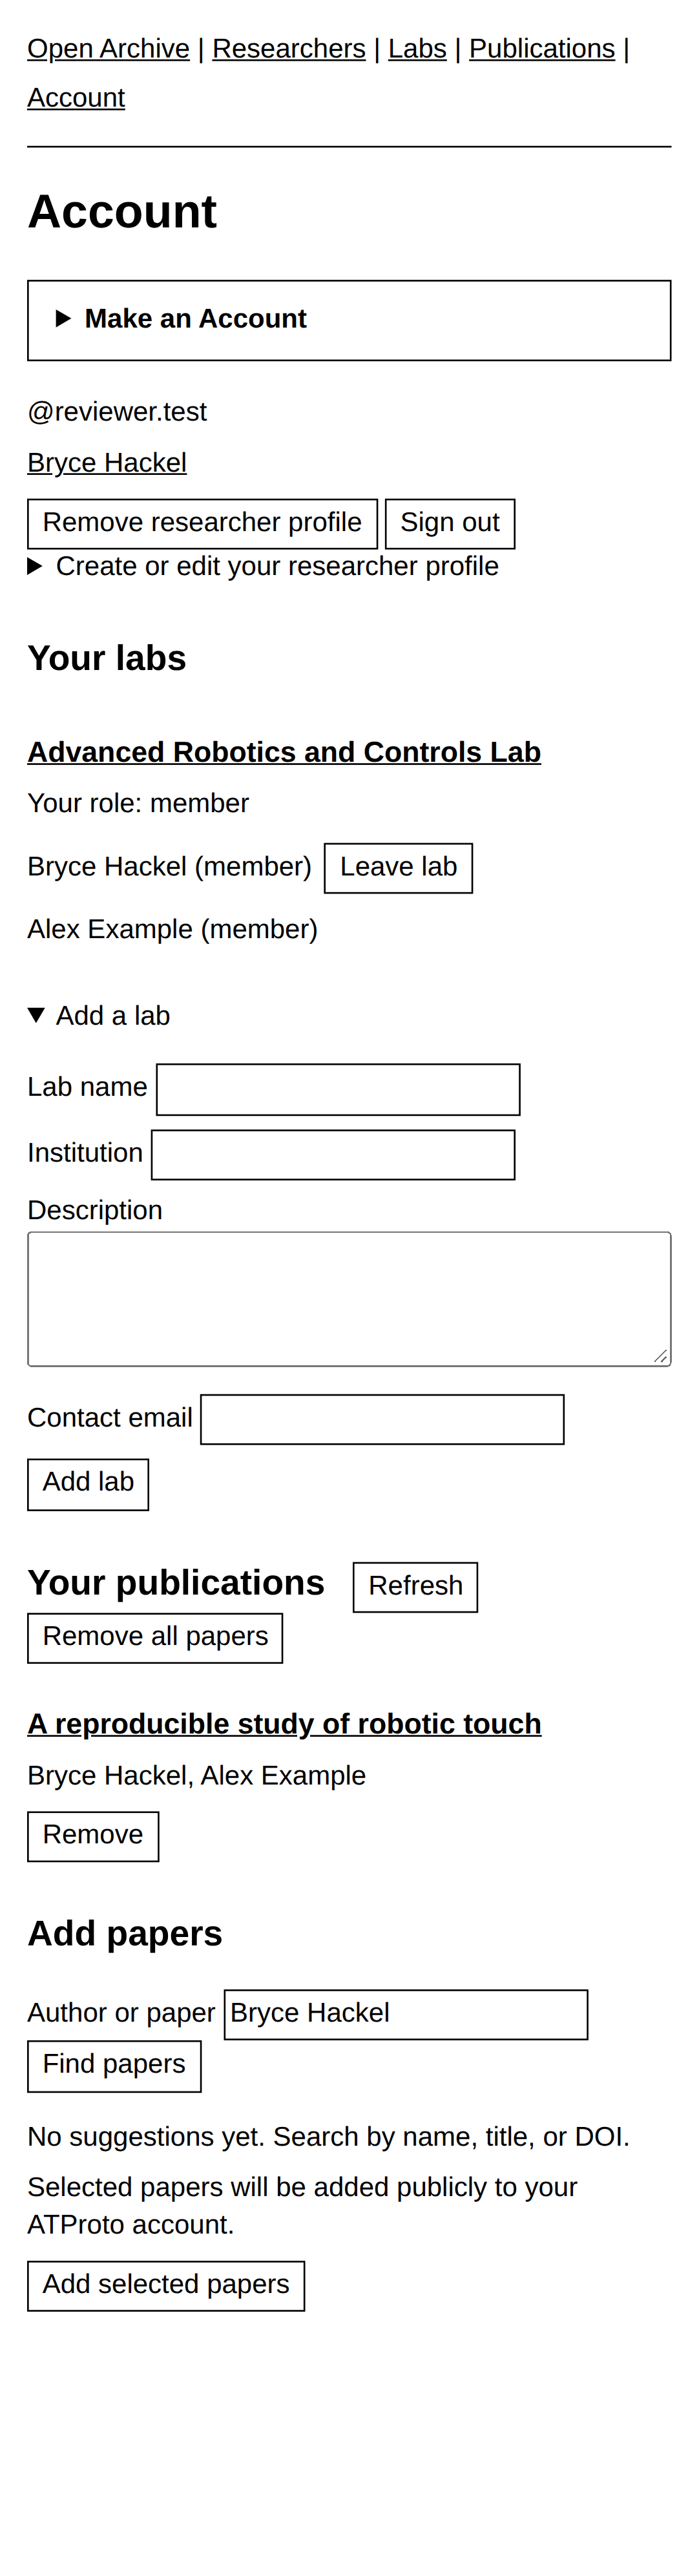 Open Archive | Researchers | Labs | Publications |
Account
Account
Make an Account
@reviewer.test
Bryce Hackel
Remove researcher profile Sign out
Create or edit your researcher profile
Your labs
Advanced Robotics and Controls Lab
Your role: member
Bryce Hackel (member) Leave lab
Alex Example (member)
Add a lab
Lab name
Institution
Description
Contact email
Add lab
Your publications Refresh
Remove all papers
A reproducible study of robotic touch
Bryce Hackel, Alex Example
Remove
Add papers
Author or paper Bryce Hackel
Find papers
No suggestions yet. Search by name, title, or DOI.
Selected papers will be added publicly to your
ATProto account.
Add selected papers